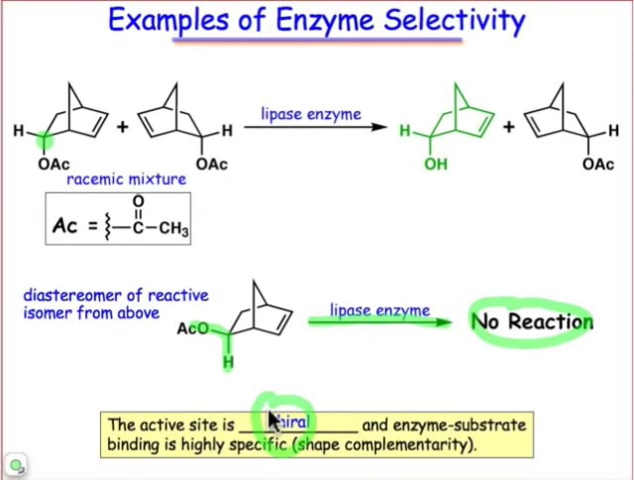 Examples of Enzyme Selectivity
H
OAc
+
H
OAc
lipase enzyme
H
OH
+
H
OAc
racemic mixture
Ac =
O
C-CH3
diastereomer of reactive
isomer from above
AcO
H
lipase enzyme
No Reaction
The active site is ____________ and enzyme-substrate
binding is highly specific (shape complementarity).